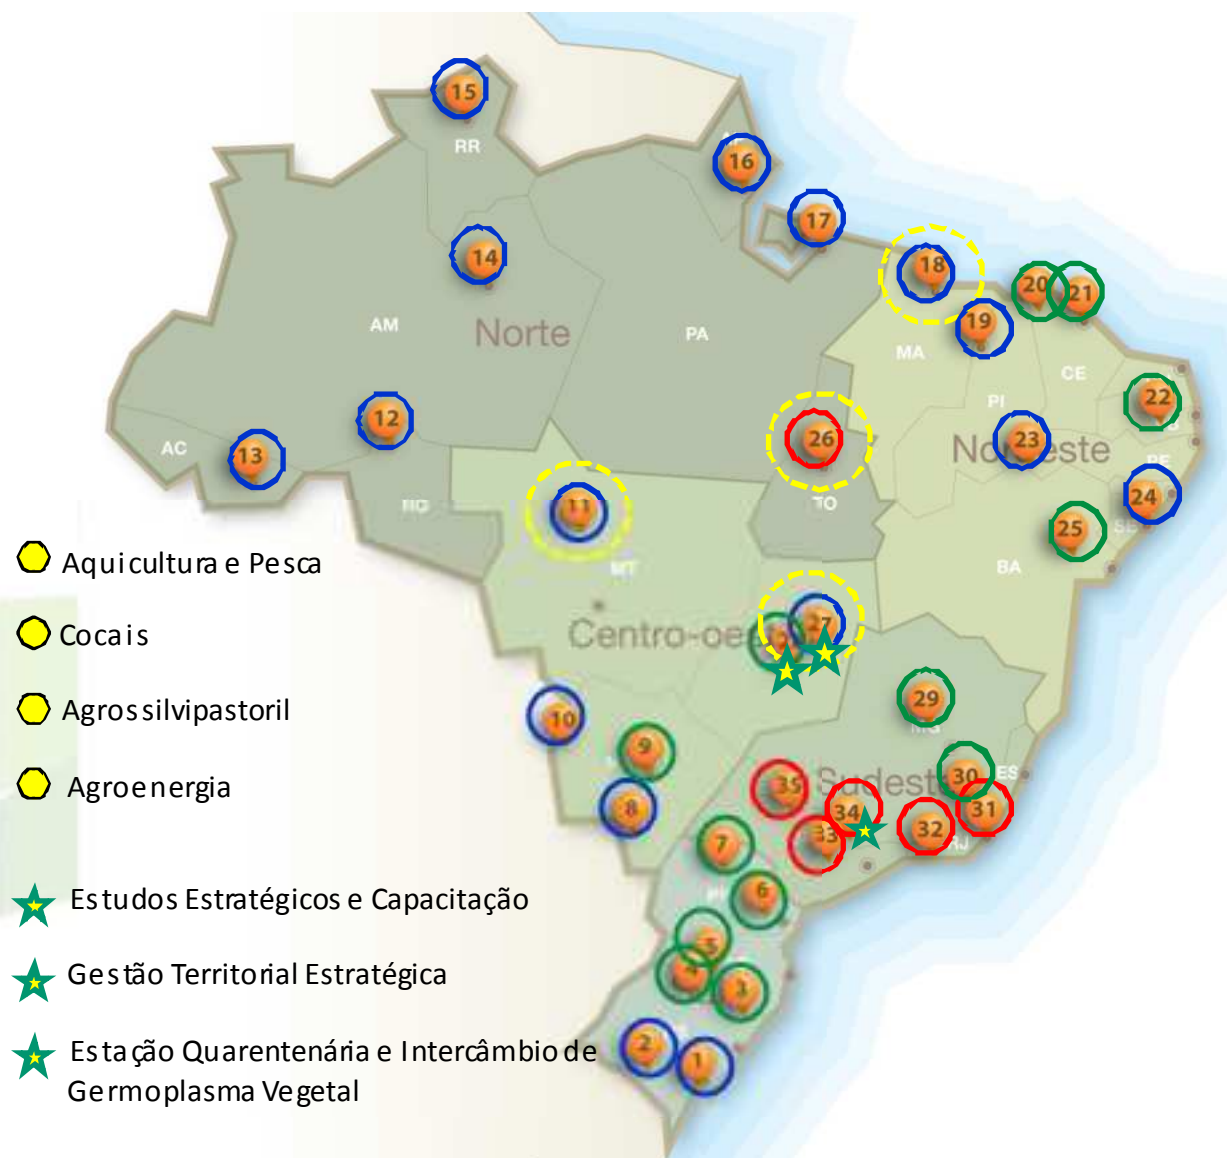 15
RR
16
17
14
18
20
21
19
AM
Norte
PA
MA
CE
22
PI
12
26
23
Nordeste
AC
13
PE
24
11
TO
25
SE
RO
BA
Aquicultura e Pesca
MT
27
Centro-oeste
Cocais
29
MG
Agrossilvipastoril
10
9
Sudeste
30
ES
Agroenergia
35
8
34
31
32
33
RJ
7
6
Estudos Estratégicos e Capacitação
5
4
Gestão Territorial Estratégica
3
Estação Quarentenária e Intercâmbio de
Germoplasma Vegetal
2
1